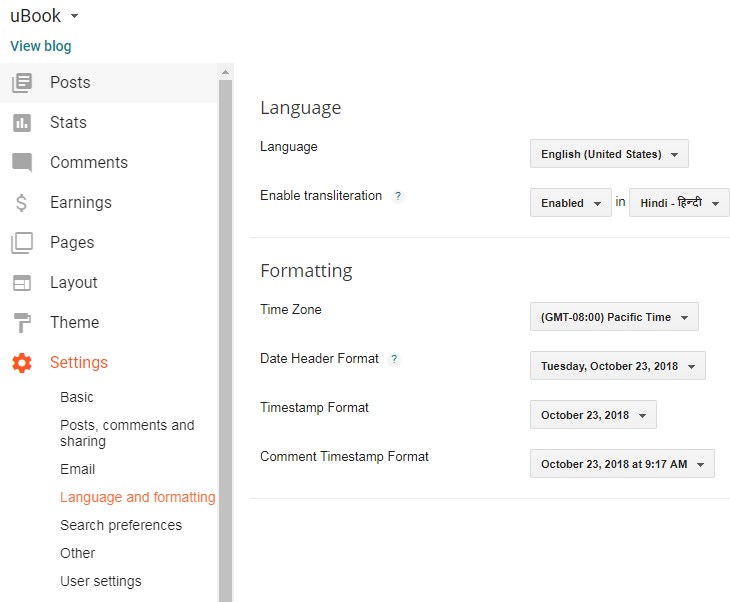 uBook
View blog
Posts
Stats
Comments
Earnings
Pages
Layout
Theme
Settings
Basic
Posts, comments and
sharing
Email
Language and formatting
Search preferences
Other
User settings
Language
Language
English (United States)
Enable transliteration ?
Enabled in Hindi - हिन्दी
Formatting
Time Zone
(GMT-08:00) Pacific Time
Date Header Format ?
Tuesday, October 23, 2018
Timestamp Format
October 23, 2018
Comment Timestamp Format
October 23, 2018 at 9:17 AM